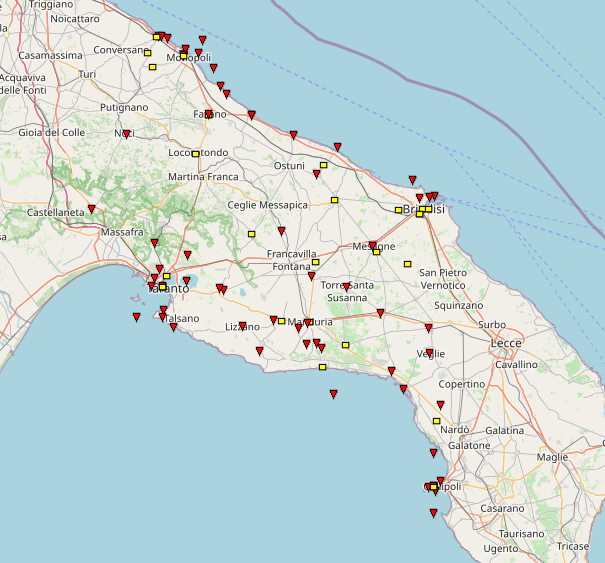 Triggiano
Noicattaro
Conversano
Casamassima
Monopoli
Acquaviva
delle Fonti
Turi
Putignano
Fasano
Gioia del Colle
Noci
Locorotondo
Ostuni
Martina Franca
Castellaneta
Ceglie Messapica
Brindisi
Massafra
Mesagne
Francavilla
Fontana
San Pietro
Vernotico
Taranto
Torre Santa
Susanna
Squinzano
Talsano
Lizzano
Manduria
Surbo
Lecce
Veglie
Cavallino
Copertino
Nardò
Galatina
Galatone
Maglie
Gallipoli
Casarano
Taurisano
Ugento
Tricase